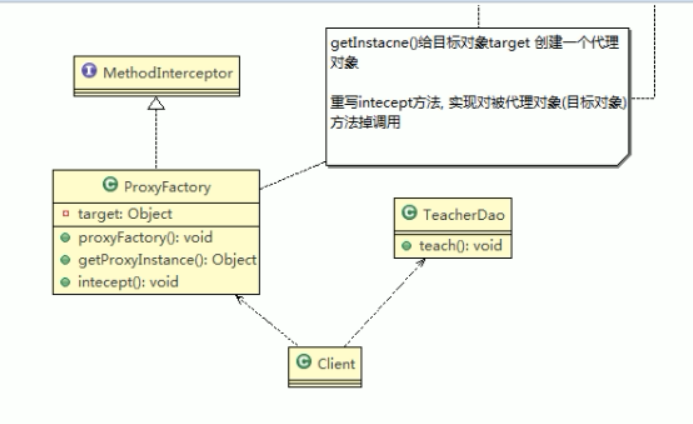 getInstacne()给目标对象target 创建一个代理
对象
重写intecept方法, 实现对被代理对象(目标对象)
方法掉调用
I MethodInterceptor
C ProxyFactory
target: Object
proxyFactory(): void
getProxyInstance(): Object
intecept(): void
C TeacherDao
teach(): void
C Client